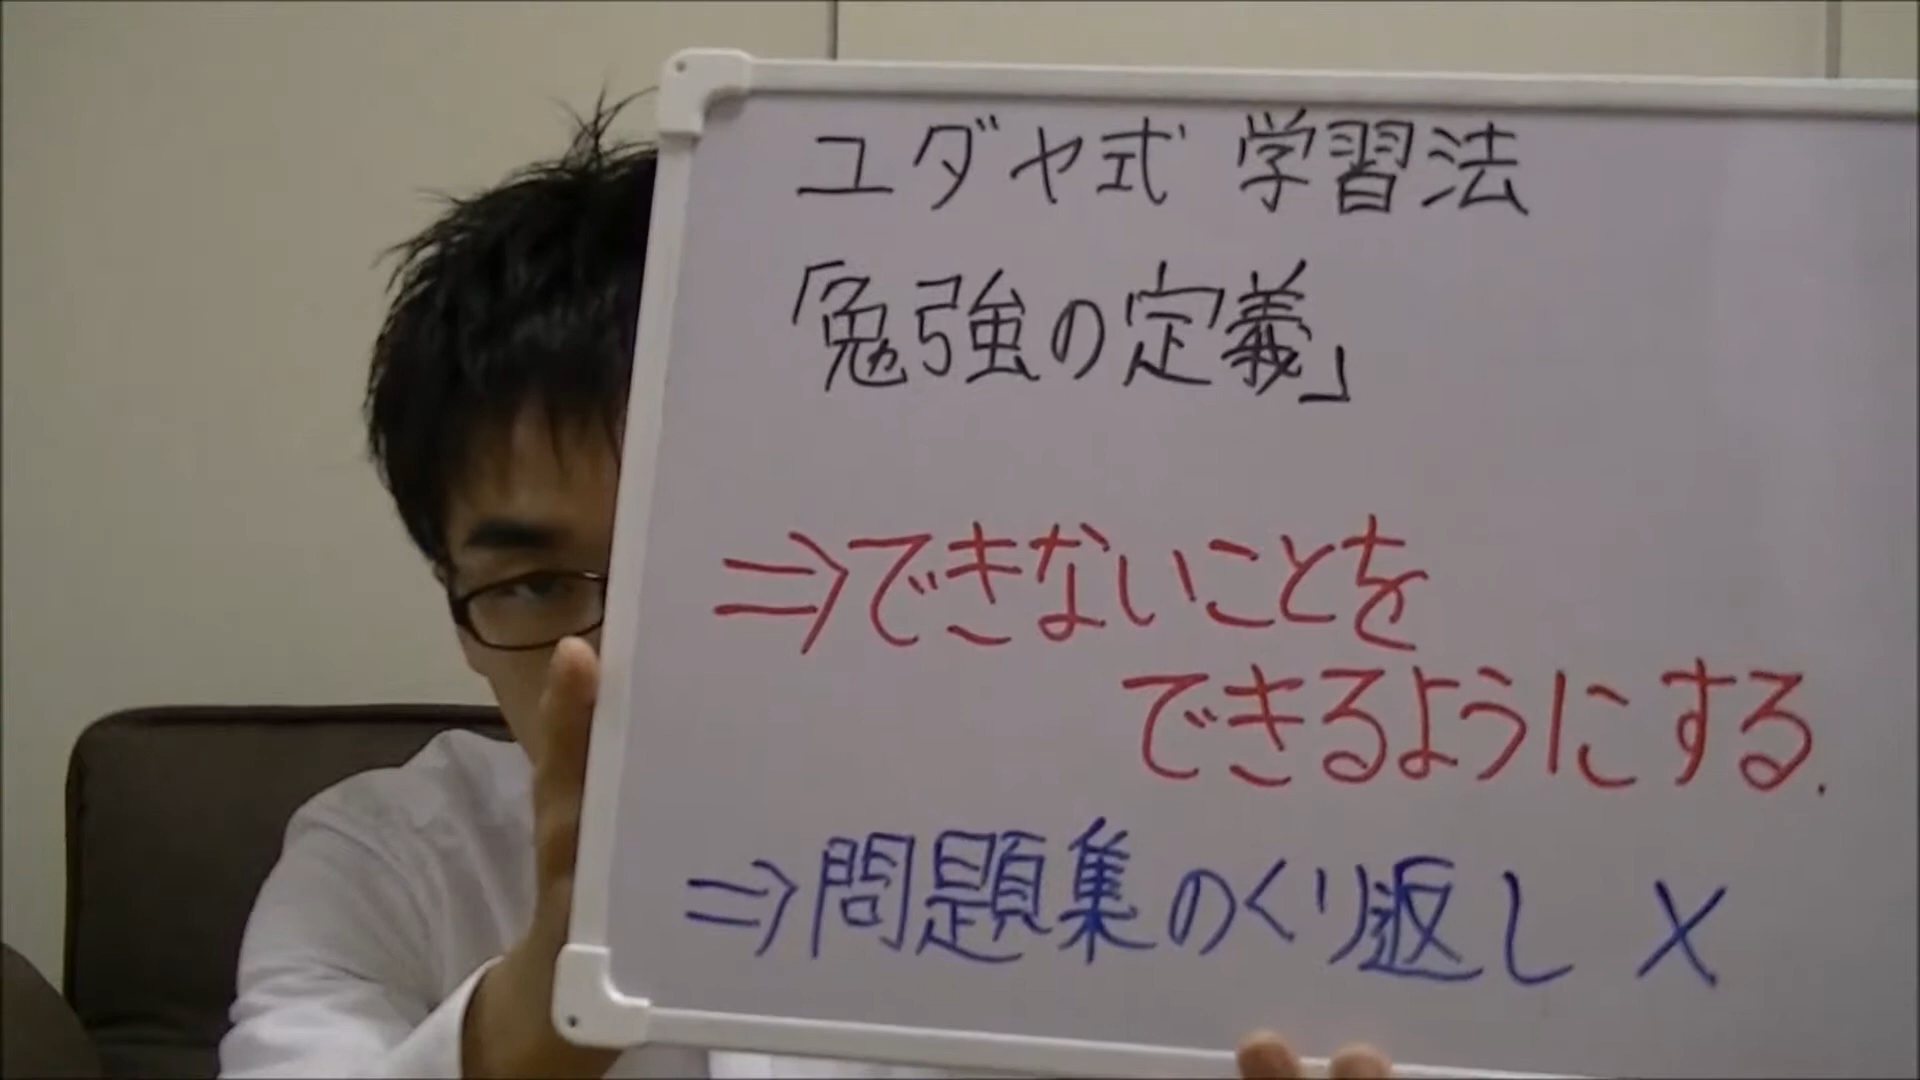 ユダヤ式 学習法
「勉強の定義」
⇒できないことを
できるようにする.
⇒問題集のくり返し ×